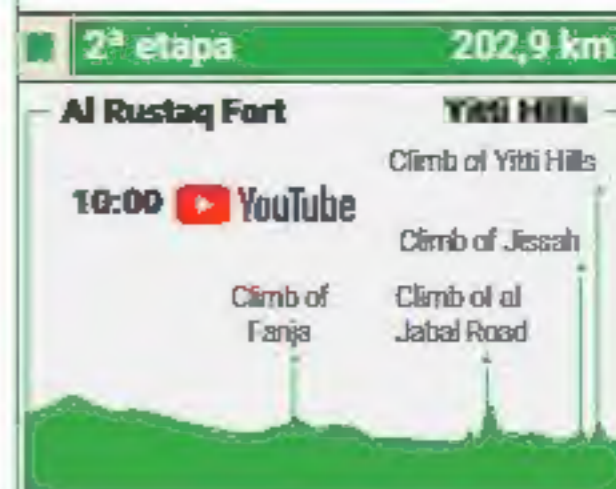 2ª etapa 202,9 km
Al Rustaq Fort Yitti Hills
Climb of Yitti Hills
10:00 YouTube
Climb of Jissah
Climb of Fanja
Climb of al Jabal Road